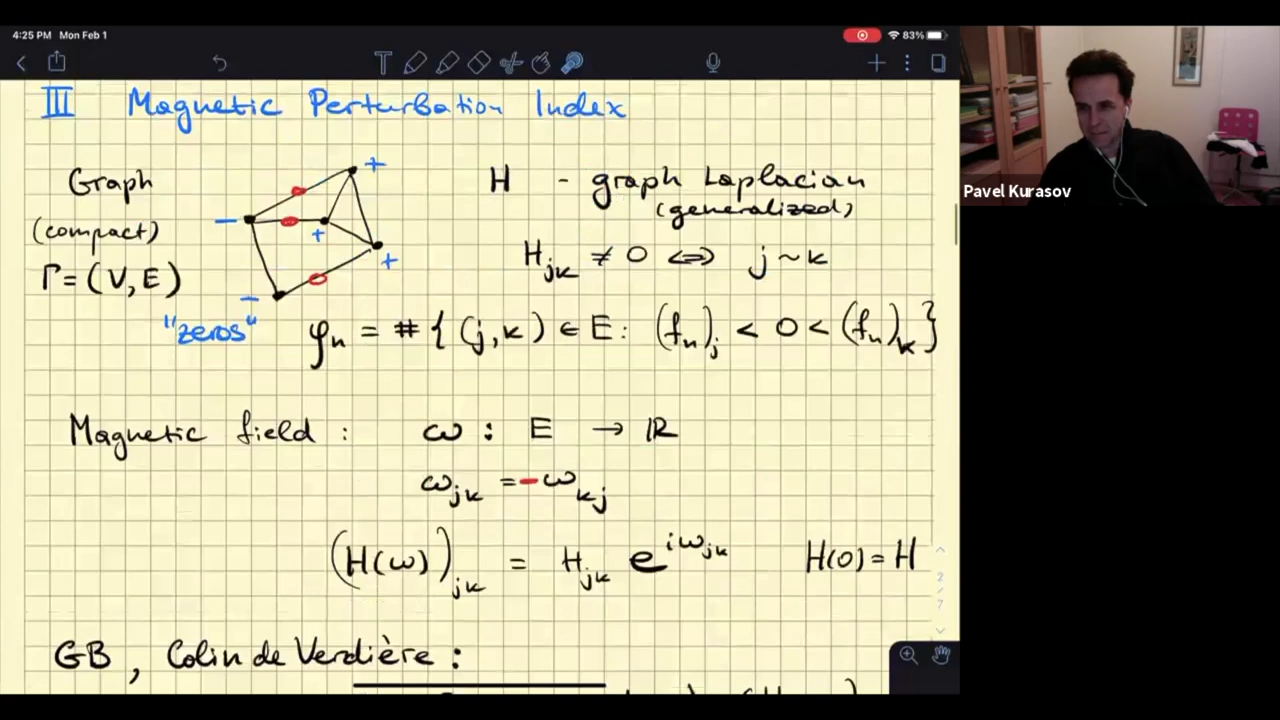 4:25 PM Mon Feb 1
83%
III Magnetic Perturbation Index
Graph
(compact)
Γ = (V, E)
+
−
+
+
−
"zeros"
H - graph Laplacian
(generalized)
H_jk ≠ 0 ⇔ j ~ k
φ_n = # { (j, k) ∈ E : (f_n)_j < 0 < (f_n)_k }
Magnetic field : ω : E → ℝ
ω_jk = -ω_kj
(H(ω))_jk = H_jk e^{iω_jk} H(0) = H
GB, Colin de Verdière :
2
/
7
Pavel Kurasov